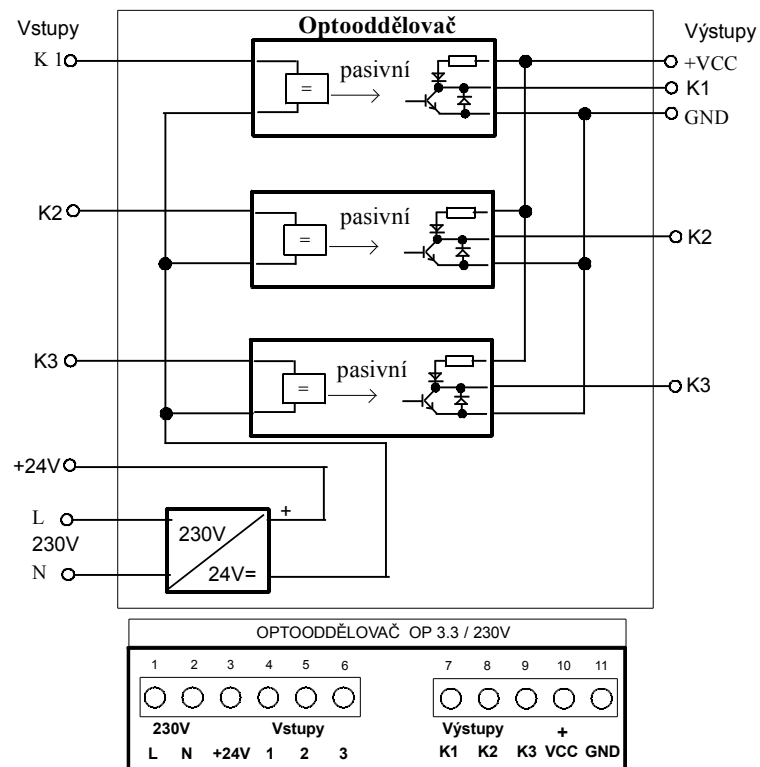 Vstupy
Optooddělovač
Výstupy
K 1
pasivní
=
+VCC
K1
GND
K2
pasivní
=
K2
K3
pasivní
=
K3
+24V
L
230V
N
230V
24V=
+
OPTOODDĚLOVAČ OP 3.3 / 230V
1 2 3 4 5 6 7 8 9 10 11
230V Vstupy Výstupy +
L N +24V 1 2 3 K1 K2 K3 VCC GND